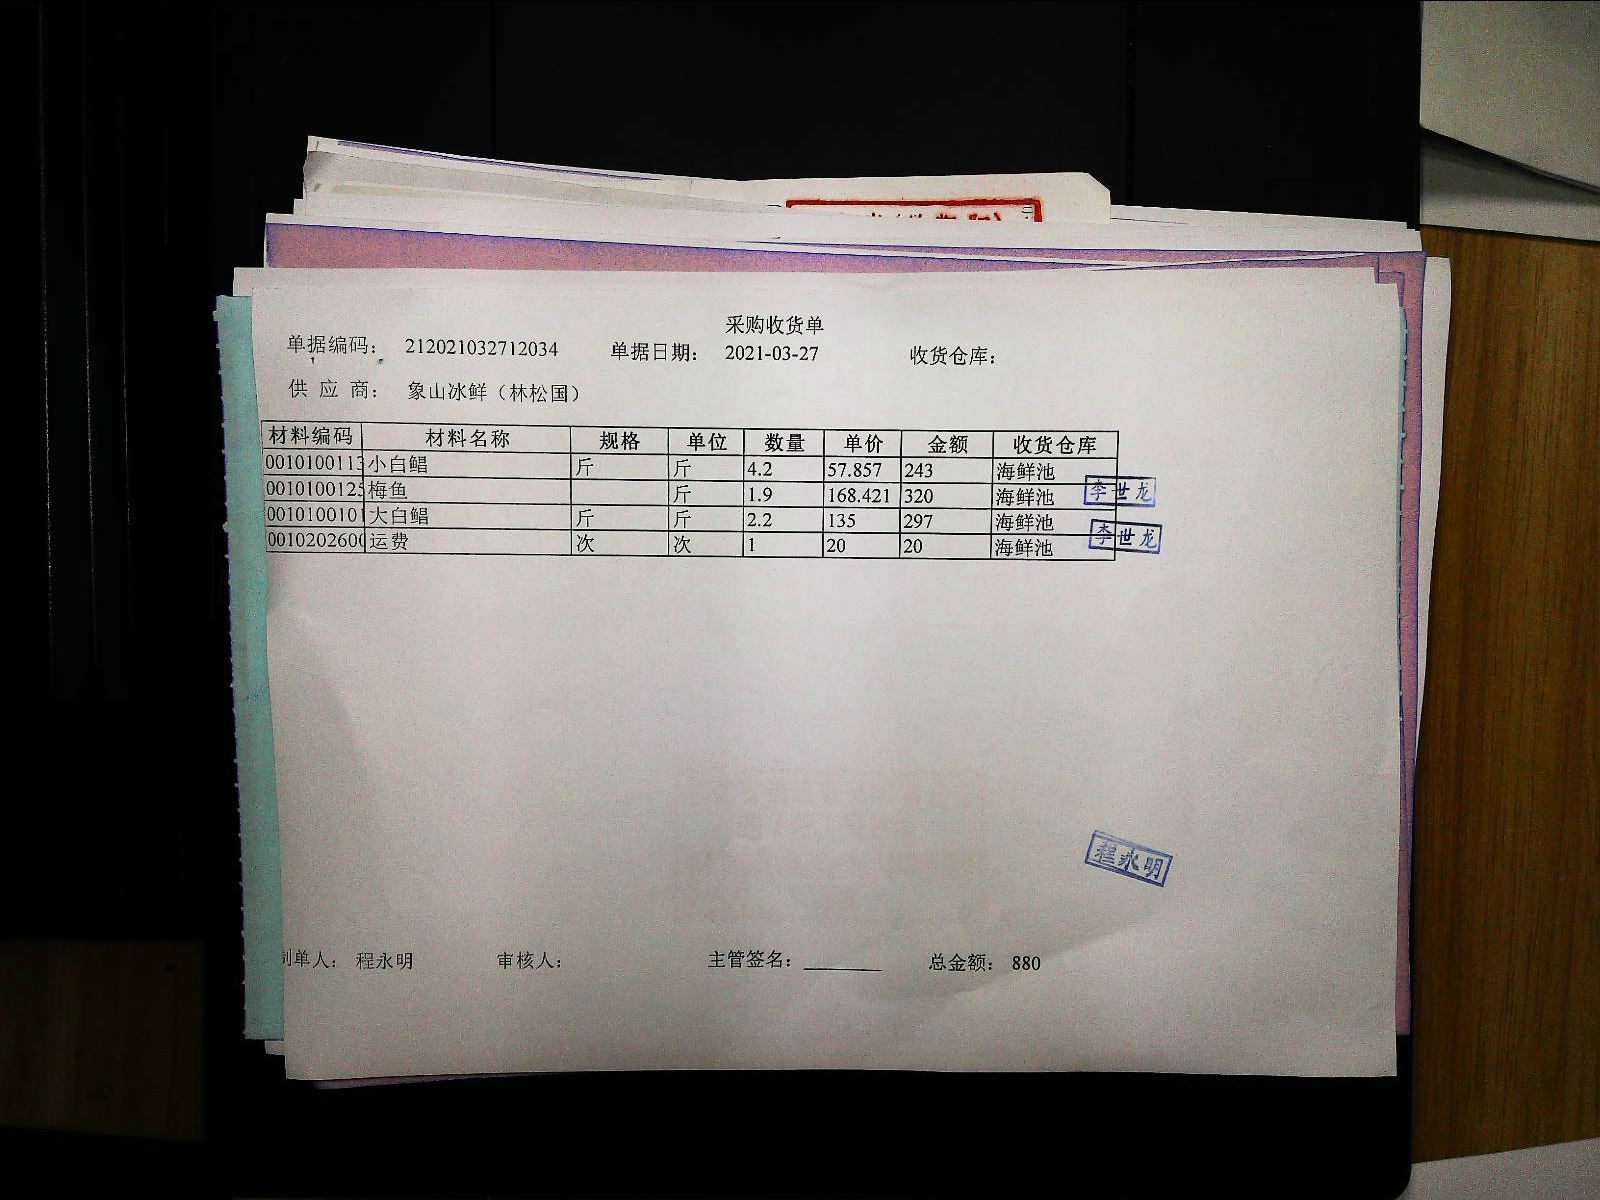 采购收货单
单据编码： 212021032712034 单据日期： 2021-03-27 收货仓库：
供 应 商： 象山冰鲜（林松国）
材料编码 材料名称 规格 单位 数量 单价 金额 收货仓库
0010100113 小白鲳 斤 斤 4.2 57.857 243 海鲜池
0010100125 梅鱼 斤 1.9 168.421 320 海鲜池 李世龙
0010100101 大白鲳 斤 斤 2.2 135 297 海鲜池
0010202600 运费 次 次 1 20 20 海鲜池 李世龙
程永明
制单人： 程永明 审核人： 主管签名： 总金额： 880